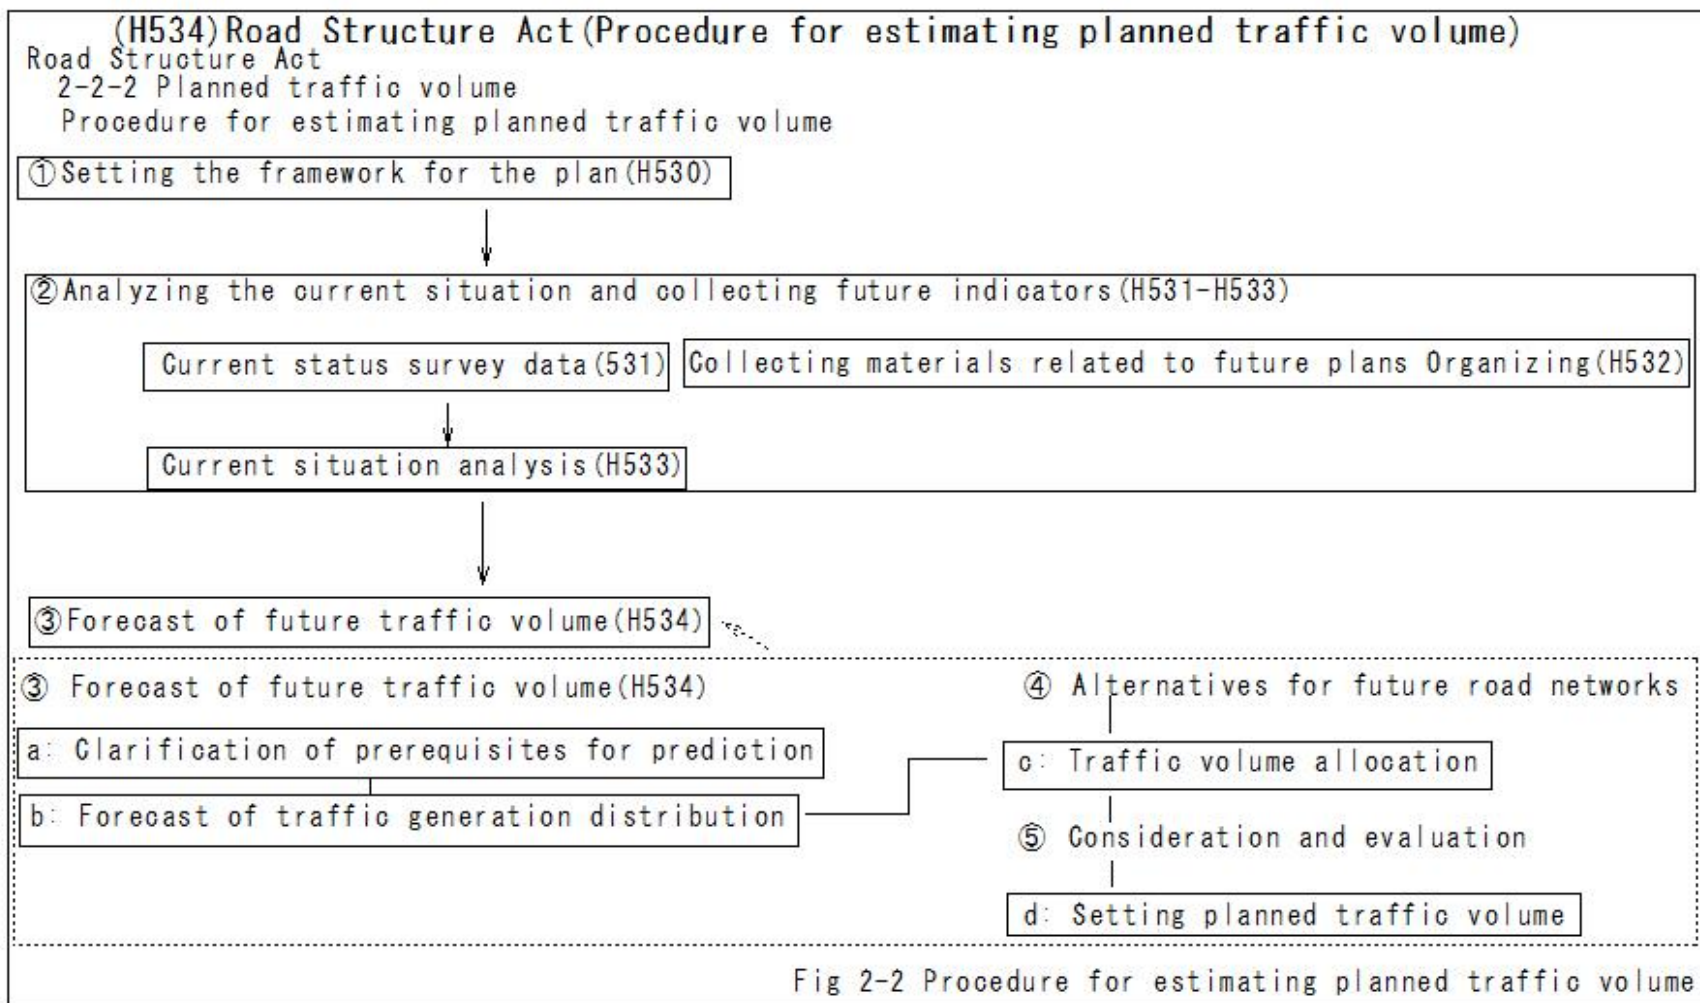 (H534)Road Structure Act(Procedure for estimating planned traffic volume)
Road Structure Act
2-2-2 Planned traffic volume
Procedure for estimating planned traffic volume
①Setting the framework for the plan(H530)
②Analyzing the current situation and collecting future indicators(H531-H533)
Current status survey data(531)
Collecting materials related to future plans Organizing(H532)
Current situation analysis(H533)
③Forecast of future traffic volume(H534)
③ Forecast of future traffic volume(H534)
a: Clarification of prerequisites for prediction
b: Forecast of traffic generation distribution
④ Alternatives for future road networks
c: Traffic volume allocation
⑤ Consideration and evaluation
d: Setting planned traffic volume
Fig 2-2 Procedure for estimating planned traffic volume